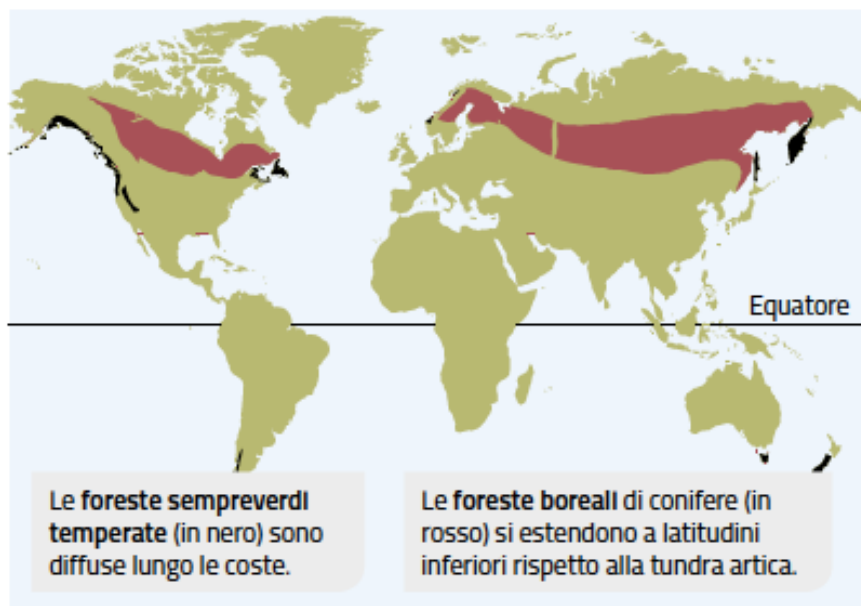 Equatore
Le foreste sempreverdi
temperate (in nero) sono
diffuse lungo le coste.
Le foreste boreali di conifere (in
rosso) si estendono a latitudini
inferiori rispetto alla tundra artica.